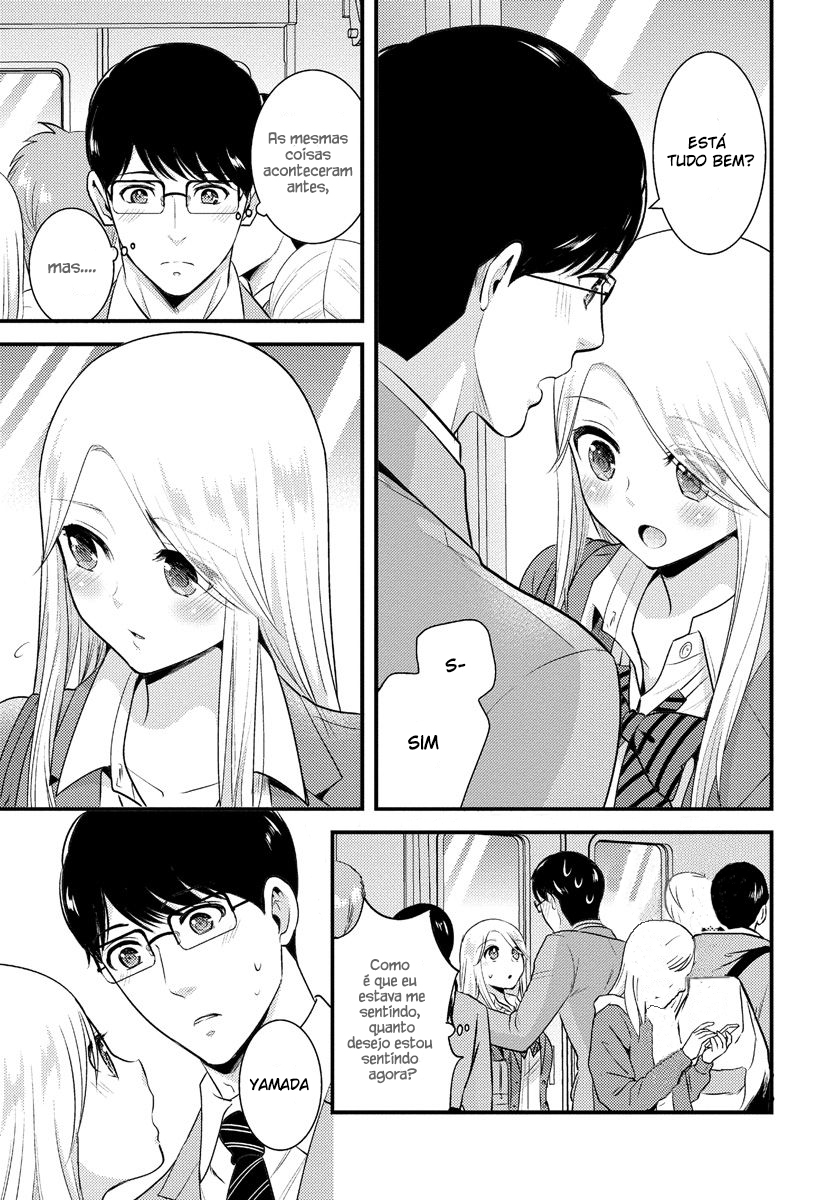 ESTÁ
TUDO BEM?
S-
SIM
As mesmas
coísas
aconteceram
antes,
mas....
Como
é que eu
estava me
sentindo,
quanto
desejo estou
sentindo
agora?
YAMADA